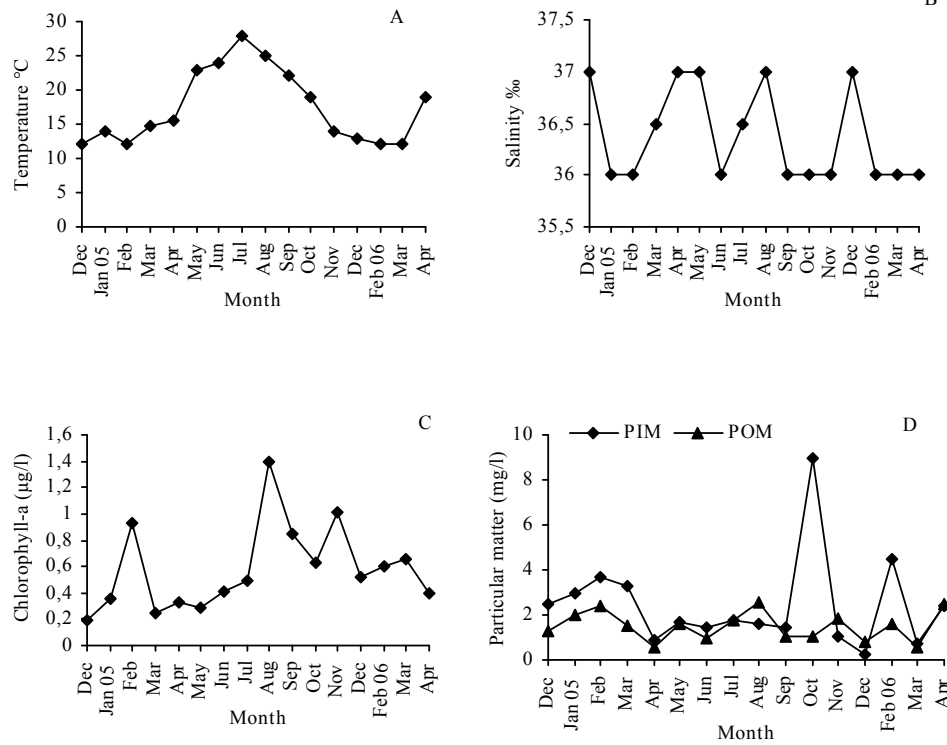 A
30
25
20
15
10
5
0
Temperature °C
Dec
Jan 05
Feb
Mar
Apr
May
Jun
Jul
Aug
Sep
Oct
Nov
Dec
Feb 06
Mar
Apr
Month
B
37,5
37
36,5
36
35,5
Salinity ‰
Dec
Jan 05
Feb
Mar
Apr
May
Jun
Jul
Aug
Sep
Oct
Nov
Dec
Feb 06
Mar
Apr
Month
C
1,6
1,4
1,2
1
0,8
0,6
0,4
0,2
0
Chlorophyll-a (µg/l)
Dec
Jan 05
Feb
Mar
Apr
May
Jun
Jul
Aug
Sep
Oct
Nov
Dec
Feb 06
Mar
Apr
Month
D
PIM POM
10
8
6
4
2
0
Particular matter (mg/l)
Dec
Jan 05
Feb
Mar
Apr
May
Jun
Jul
Aug
Sep
Oct
Nov
Dec
Feb 06
Mar
Apr
Month